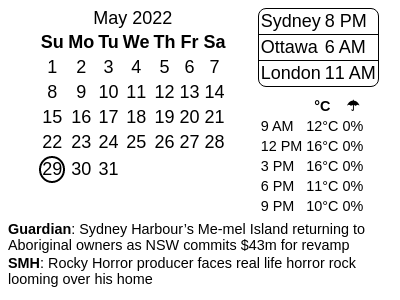 May 2022
Su Mo Tu We Th Fr Sa
1 2 3 4 5 6 7
8 9 10 11 12 13 14
15 16 17 18 19 20 21
22 23 24 25 26 27 28
29 30 31
Sydney 8 PM
Ottawa 6 AM
London 11 AM
°C ☂
9 AM 12°C 0%
12 PM 16°C 0%
3 PM 16°C 0%
6 PM 11°C 0%
9 PM 10°C 0%
Guardian: Sydney Harbour’s Me-mel Island returning to
Aboriginal owners as NSW commits $43m for revamp
SMH: Rocky Horror producer faces real life horror rock
looming over his home